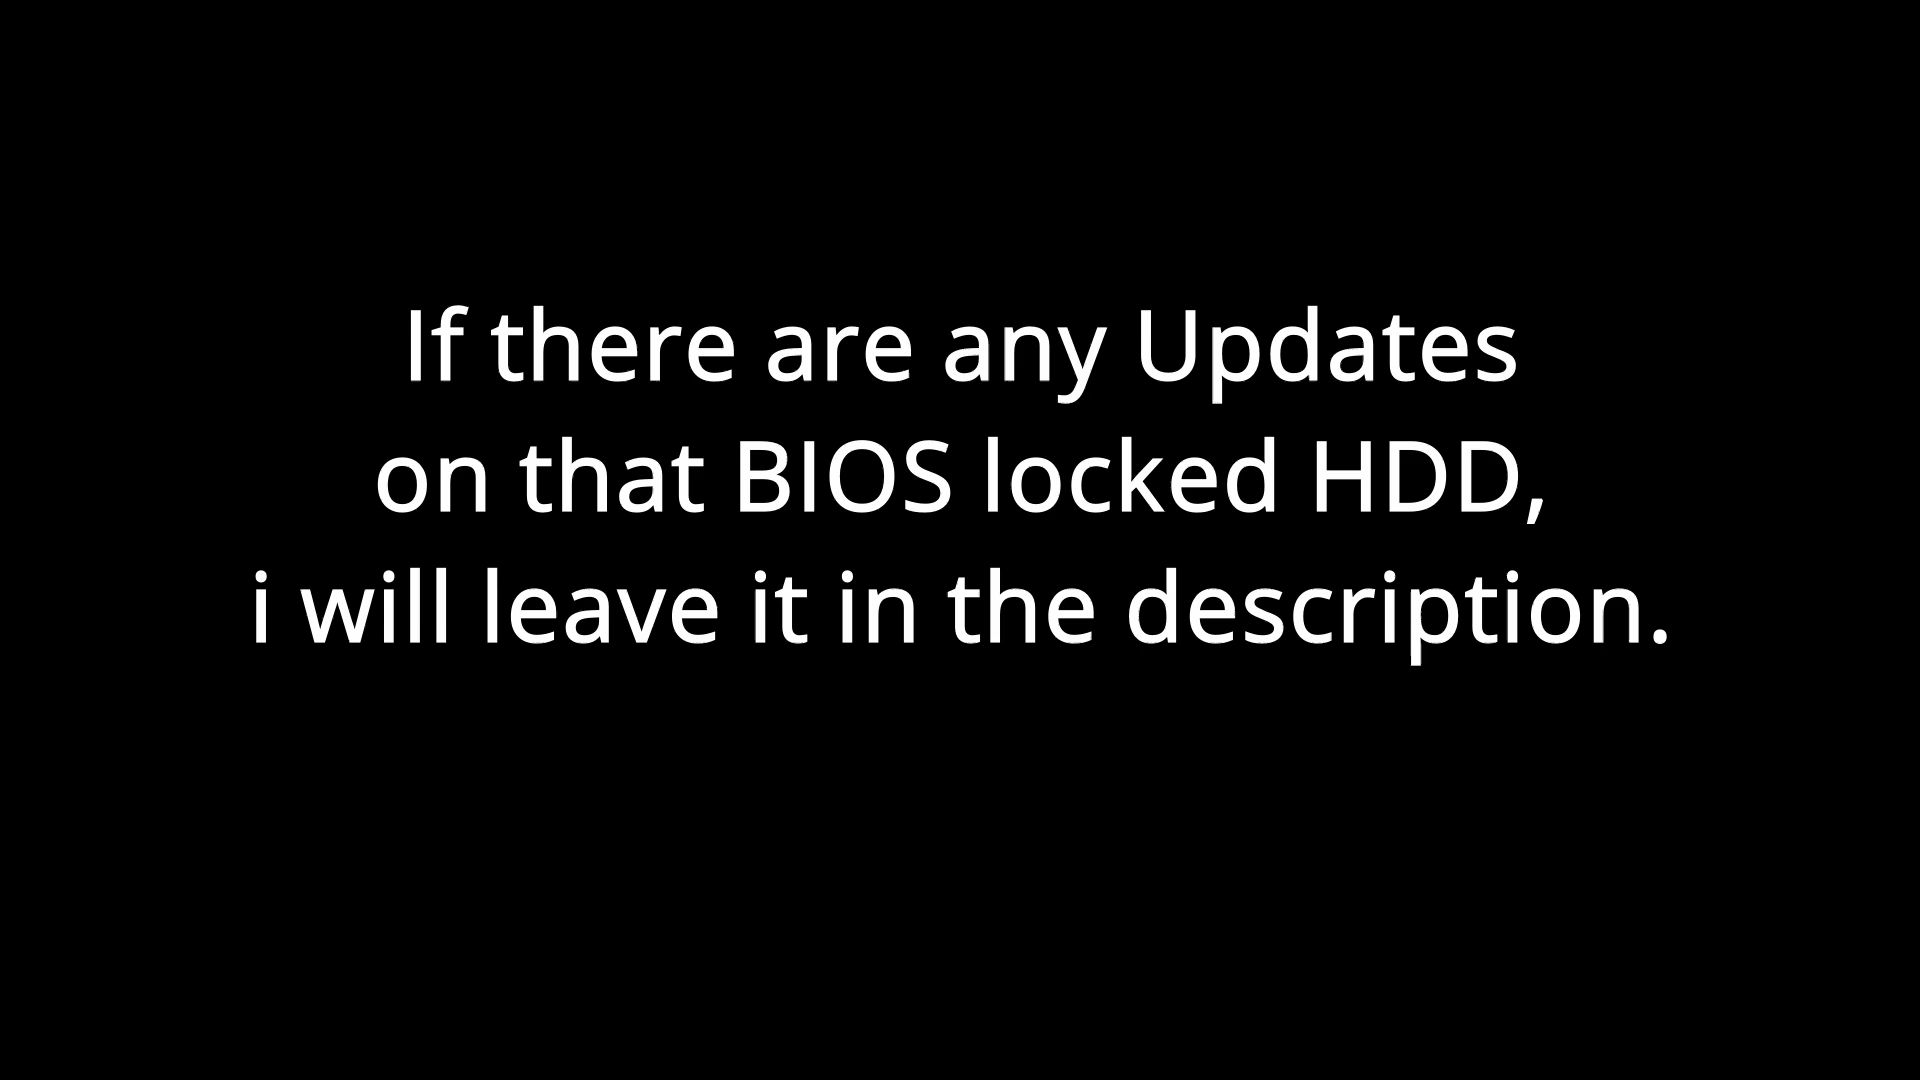 If there are any Updates
on that BIOS locked HDD,
i will leave it in the description.